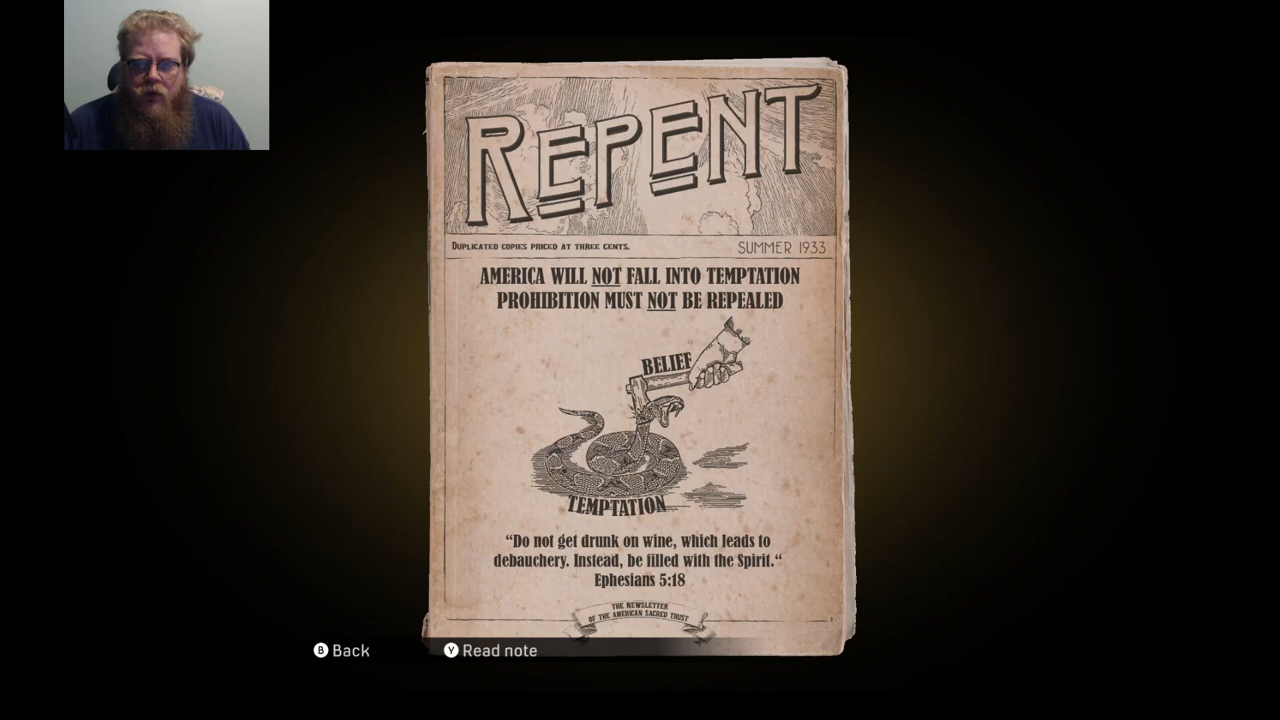 REPENT
DUPLICATED COPIES PRICED AT THREE CENTS.
SUMMER 1933
AMERICA WILL NOT FALL INTO TEMPTATION
PROHIBITION MUST NOT BE REPEALED
BELIEF
TEMPTATION
“Do not get drunk on wine, which leads to
debauchery. Instead, be filled with the Spirit.“
Ephesians 5:18
THE NEWSLETTER
OF THE AMERICAN SACRED TRUST
B Back
Y Read note